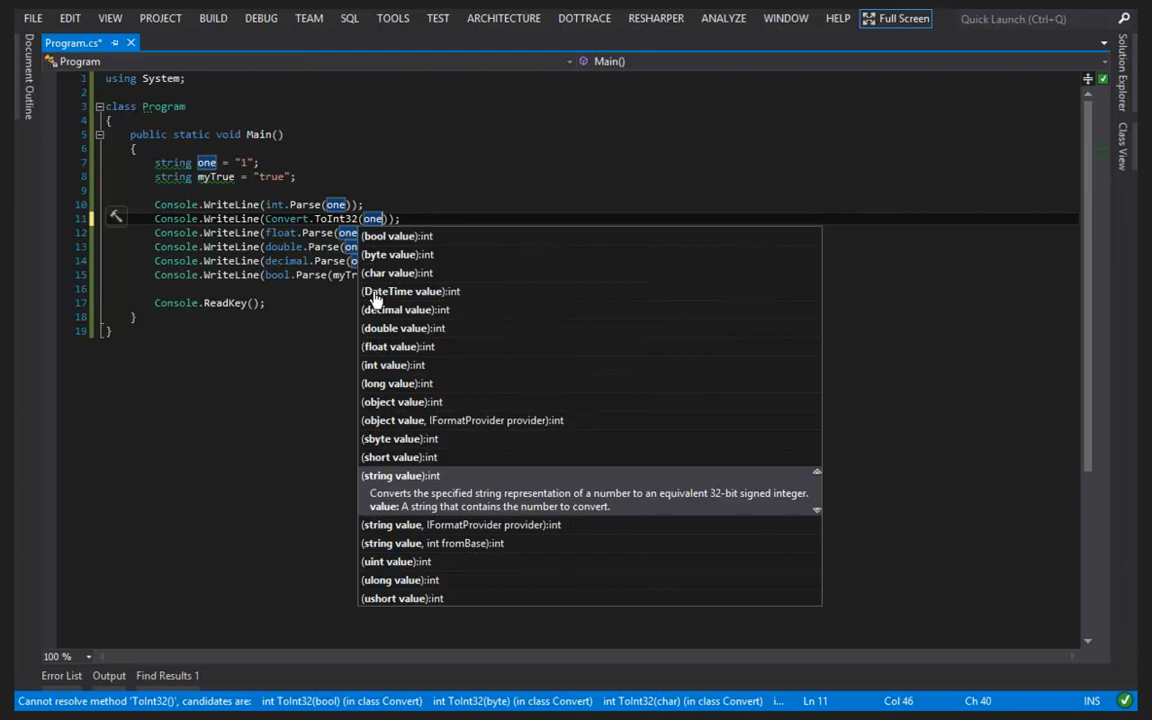 FILE EDIT VIEW PROJECT BUILD DEBUG TEAM SQL TOOLS TEST ARCHITECTURE DOTTRACE RESHARPER ANALYZE WINDOW HELP Full Screen Quick Launch (Ctrl+Q)
Program.cs*
Program Main()
Document Outline
Solution Explorer
Class View
1 using System;
2
3 class Program
4 {
5 public static void Main()
6 {
7 string one = "1";
8 string myTrue = "true";
9
10 Console.WriteLine(int.Parse(one));
11 Console.WriteLine(Convert.ToInt32(one));
12 Console.WriteLine(float.Parse(one
13 Console.WriteLine(double.Parse(on
14 Console.WriteLine(decimal.Parse(o
15 Console.WriteLine(bool.Parse(myTr
16
17 Console.ReadKey();
18 }
19 }
(bool value):int
(byte value):int
(char value):int
(DateTime value):int
(decimal value):int
(double value):int
(float value):int
(int value):int
(long value):int
(object value):int
(object value, IFormatProvider provider):int
(sbyte value):int
(short value):int
(string value):int
Converts the specified string representation of a number to an equivalent 32-bit signed integer.
value: A string that contains the number to convert.
(string value, IFormatProvider provider):int
(string value, int fromBase):int
(uint value):int
(ulong value):int
(ushort value):int
100 %
Error List Output Find Results 1
Cannot resolve method 'ToInt32()', candidates are: int ToInt32(bool) (in class Convert) int ToInt32(byte) (in class Convert) int ToInt32(char) (in class Convert) i... Ln 11 Col 46 Ch 40 INS